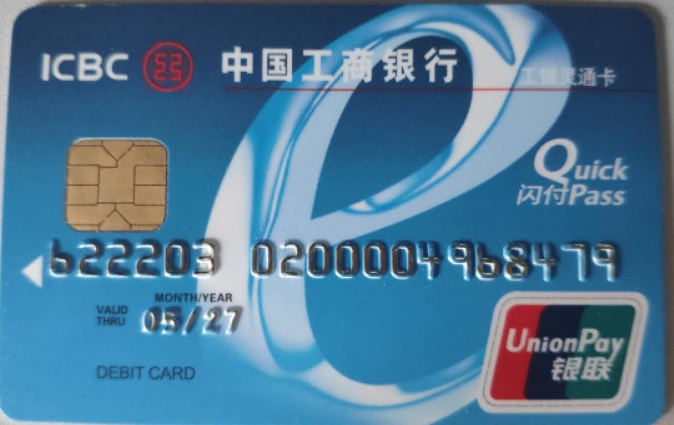 ICBC 中国工商银行
工银灵通卡
Quick
闪付Pass
622203 0200004968479
MONTH/YEAR
VALID
THRU 05/27
UnionPay
银联
DEBIT CARD